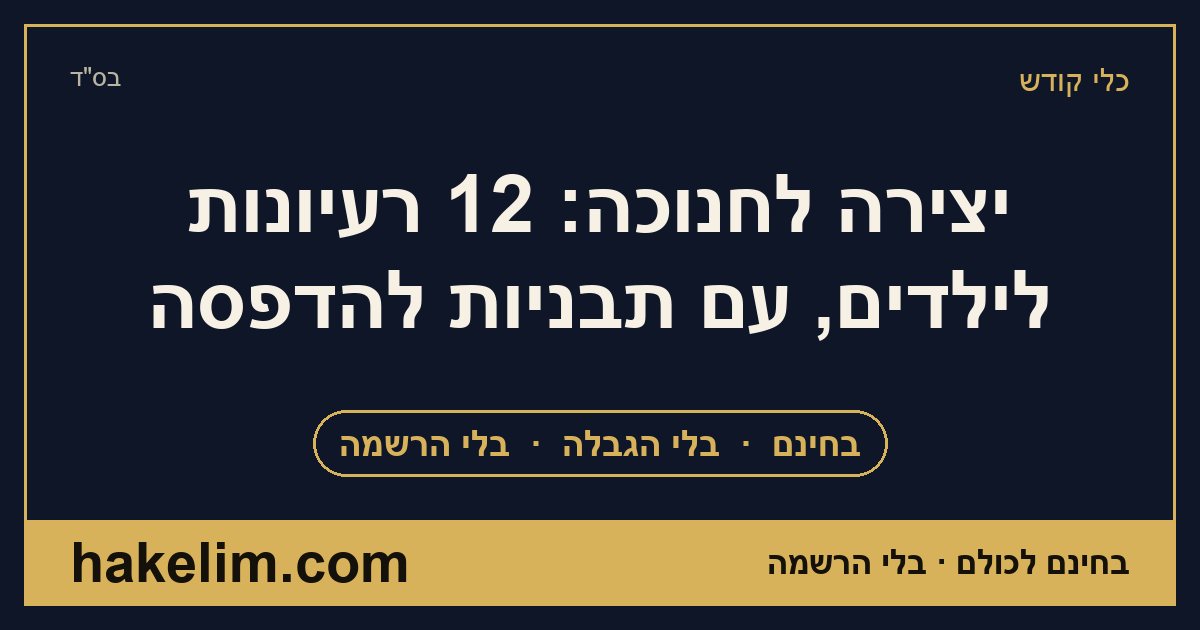 כלי קודש
בס"ד
יצירה לחנוכה: 12 רעיונות
לילדים, עם תבניות להדפסה
בחינם · בלי הגבלה · בלי הרשמה
בחינם לכולם · בלי הרשמה
hakelim.com